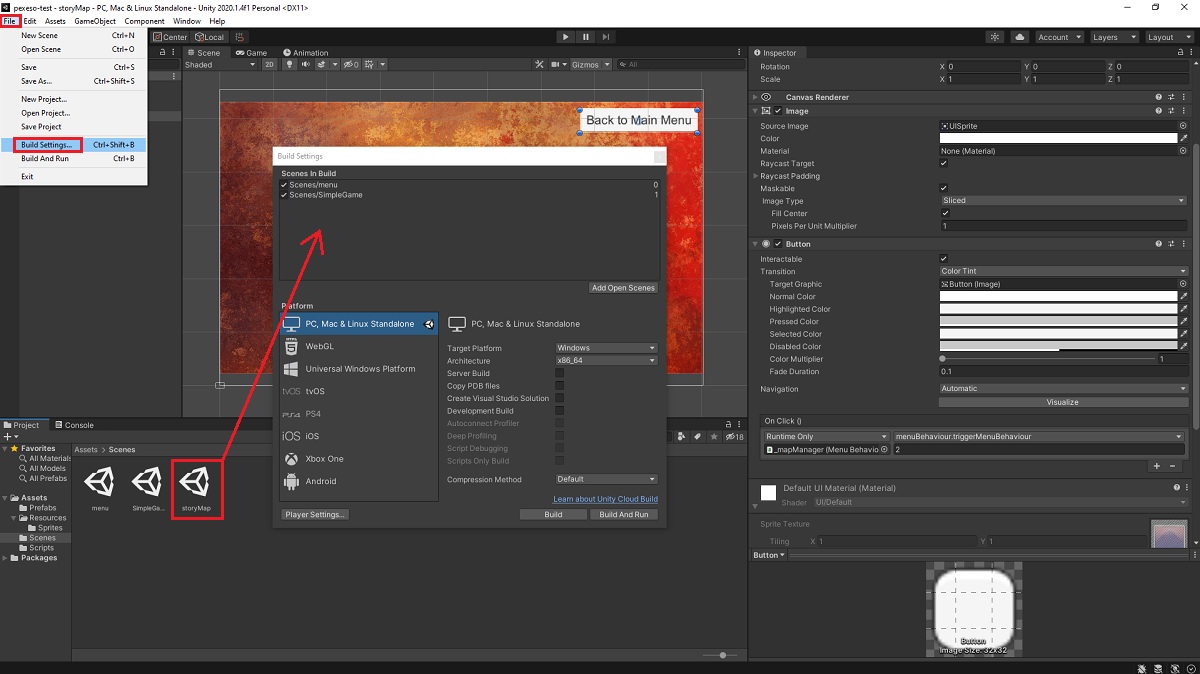 pexeso-test - storyMap - PC, Mac & Linux Standalone - Unity 2020.1.4f1 Personal <DX11>
File Edit Assets GameObject Component Window Help
New Scene Ctrl+N
Open Scene Ctrl+O
Save Ctrl+S
Save As... Ctrl+Shift+S
New Project...
Open Project...
Save Project
Build Settings... Ctrl+Shift+B
Build And Run Ctrl+B
Exit
Center Local
Account Layers Layout
Scene Game Animation
Shaded 2D 0 Gizmos All
Back to Main Menu
Build Settings
Scenes In Build
Scenes/menu 0
Scenes/SimpleGame 1
Add Open Scenes
Platform
PC, Mac & Linux Standalone
WebGL
Universal Windows Platform
tvOS tvOS
PS4 PS4
iOS iOS
Xbox One
Android
PC, Mac & Linux Standalone
Target Platform Windows
Architecture x86_64
Server Build
Copy PDB files
Create Visual Studio Solution
Development Build
Autoconnect Profiler
Deep Profiling
Script Debugging
Scripts Only Build
Compression Method Default
Learn about Unity Cloud Build
Player Settings... Build Build And Run
Project Console
18
Favorites
All Materials
All Models
All Prefabs
Assets
Prefabs
Resources
Sprites
Scenes
Scripts
Packages
Assets Scenes
menu SimpleGa... storyMap
Inspector
Rotation X 0 Y 0 Z 0
Scale X 1 Y 1 Z 1
Canvas Renderer
Image
Source Image UISprite
Color
Material None (Material)
Raycast Target
Raycast Padding
Maskable
Image Type Sliced
Fill Center
Pixels Per Unit Multiplier 1
Button
Interactable
Transition Color Tint
Target Graphic Button (Image)
Normal Color
Highlighted Color
Pressed Color
Selected Color
Disabled Color
Color Multiplier 1
Fade Duration 0.1
Navigation Automatic
Visualize
On Click ()
Runtime Only menuBehaviour.triggerMenuBehaviour
_mapManager (Menu Behavio 2
Default UI Material (Material)
Shader UI/Default
Sprite Texture
Tiling X 1 Y 1
Button
Button
Image Size: 32x32